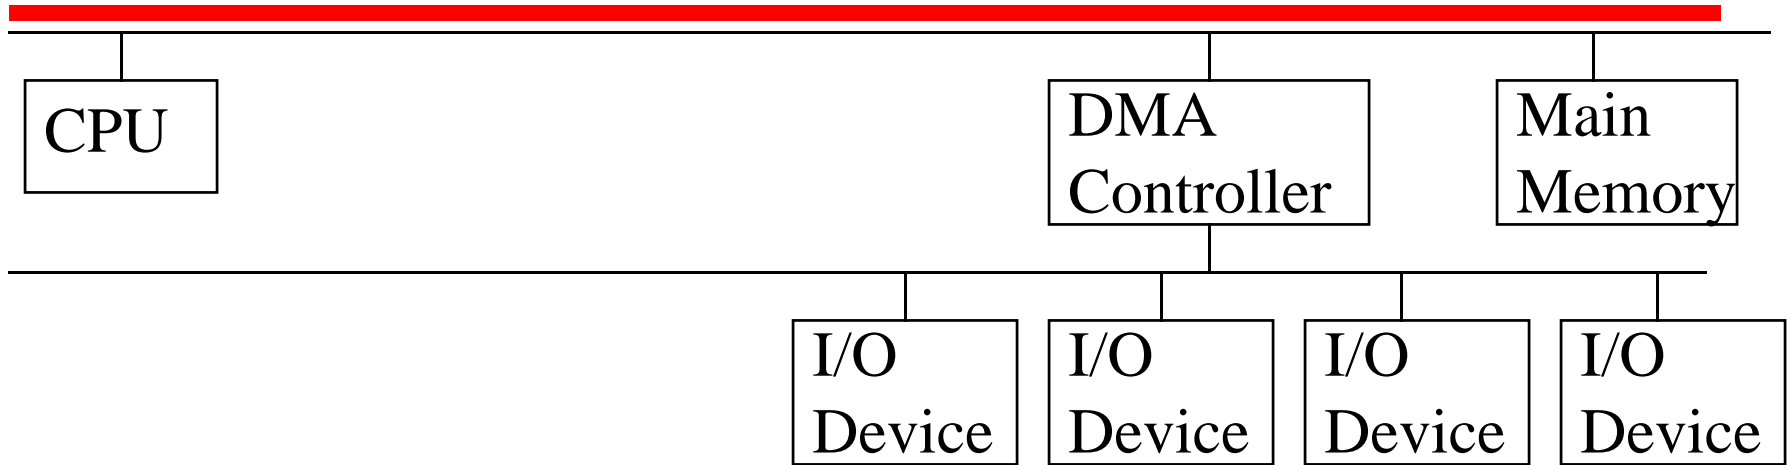 CPU
DMA
Controller
Main
Memory
I/O
Device
I/O
Device
I/O
Device
I/O
Device